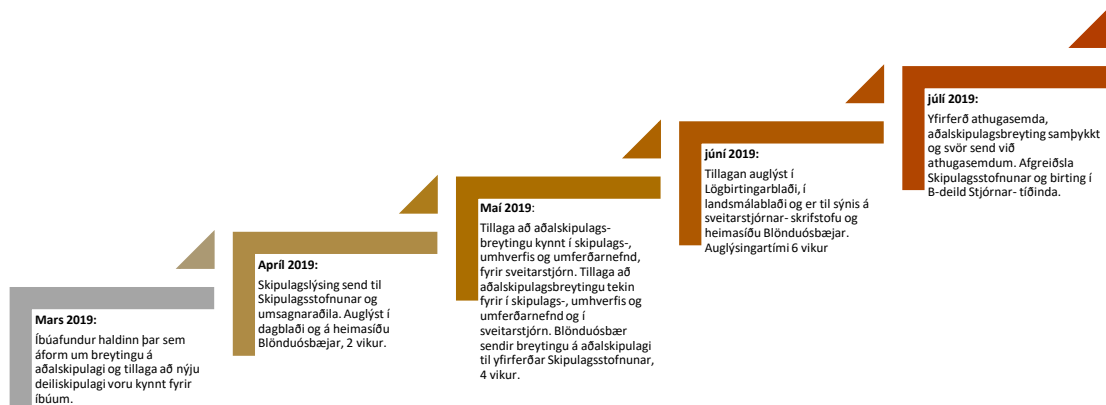 Mars 2019:
Íbúafundur haldinn þar sem
áform um breytingu á
aðalskipulagi og tillaga að nýju
deiliskipulagi voru kynnt fyrir
íbúum.
Apríl 2019:
Skipulagslýsing send til
Skipulagsstofnunar og
umsagnaraðila. Auglýst í
dagblaði og á heimasíðu
Blönduósbæjar, 2 vikur.
Maí 2019:
Tillaga að aðalskipulags-
breytingu kynnt í skipulags-,
umhverfis og umferðarnefnd,
fyrir sveitarstjórn. Tillaga að
aðalskipulagsbreytingu tekin
fyrir í skipulags-, umhverfis og
umferðarnefnd og í
sveitarstjórn. Blönduósbær
sendir breytingu á aðalskipulagi
til yfirferðar Skipulagsstofnunar,
4 vikur.
júní 2019:
Tillagan auglýst í
Lögbirtingarblaði, í
landsmálablaði og er til sýnis á
sveitarstjórnar- skrifstofu og
heimasíðu Blönduósbæjar.
Auglýsingartími 6 vikur
júlí 2019:
Yfirferð athugasemda,
aðalskipulagsbreyting samþykkt
og svör send við
athugasemdum. Afgreiðsla
Skipulagsstofnunar og birting í
B-deild Stjórnar- tíðinda.